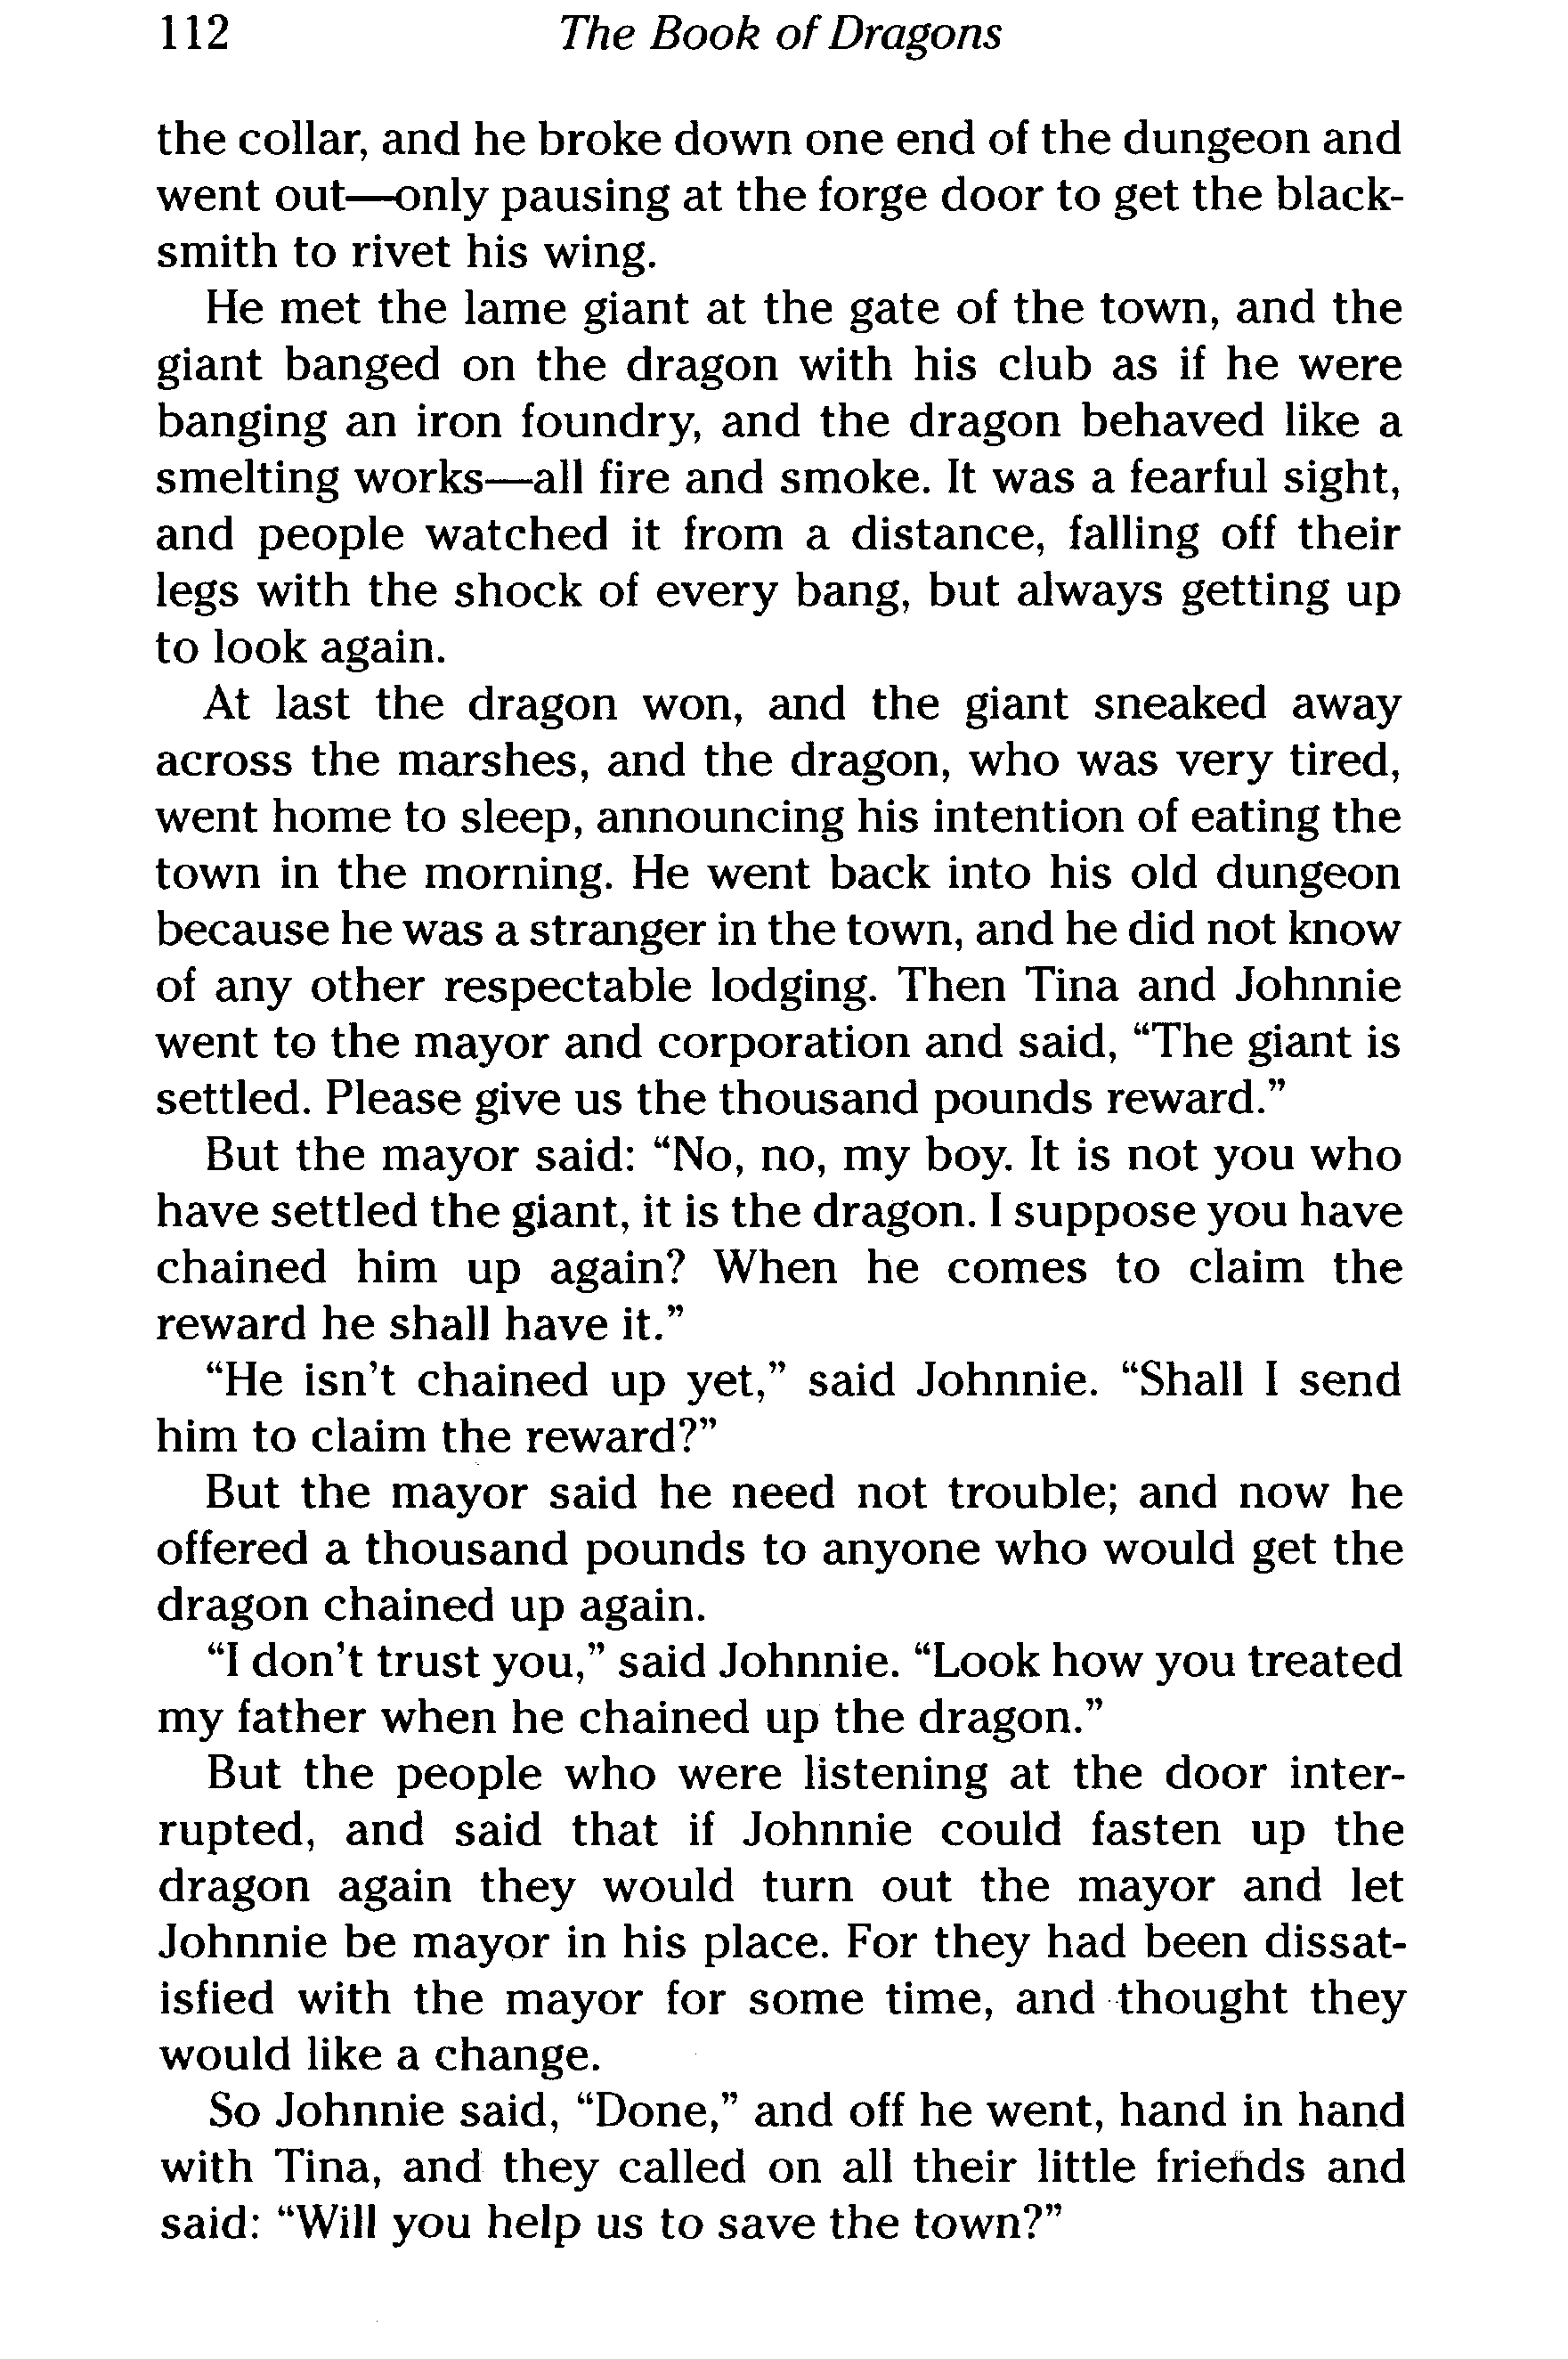 112 The Book of Dragons
the collar, and he broke down one end of the dungeon and
went out—only pausing at the forge door to get the black-
smith to rivet his wing.
He met the lame giant at the gate of the town, and the
giant banged on the dragon with his club as if he were
banging an iron foundry, and the dragon behaved like a
smelting works—all fire and smoke. It was a fearful sight,
and people watched it from a distance, falling off their
legs with the shock of every bang, but always getting up
to look again.
At last the dragon won, and the giant sneaked away
across the marshes, and the dragon, who was very tired,
went home to sleep, announcing his intention of eating the
town in the morning. He went back into his old dungeon
because he was a stranger in the town, and he did not know
of any other respectable lodging. Then Tina and Johnnie
went to the mayor and corporation and said, “The giant is
settled. Please give us the thousand pounds reward.”
But the mayor said: “No, no, my boy. It is not you who
have settled the giant, it is the dragon. I suppose you have
chained him up again? When he comes to claim the
reward he shall have it.”
“He isn’t chained up yet,” said Johnnie. “Shall I send
him to claim the reward?”
But the mayor said he need not trouble; and now he
offered a thousand pounds to anyone who would get the
dragon chained up again.
“I don’t trust you,” said Johnnie. “Look how you treated
my father when he chained up the dragon.”
But the people who were listening at the door inter-
rupted, and said that if Johnnie could fasten up the
dragon again they would turn out the mayor and let
Johnnie be mayor in his place. For they had been dissat-
isfied with the mayor for some time, and thought they
would like a change.
So Johnnie said, “Done,” and off he went, hand in hand
with Tina, and they called on all their little friends and
said: “Will you help us to save the town?”